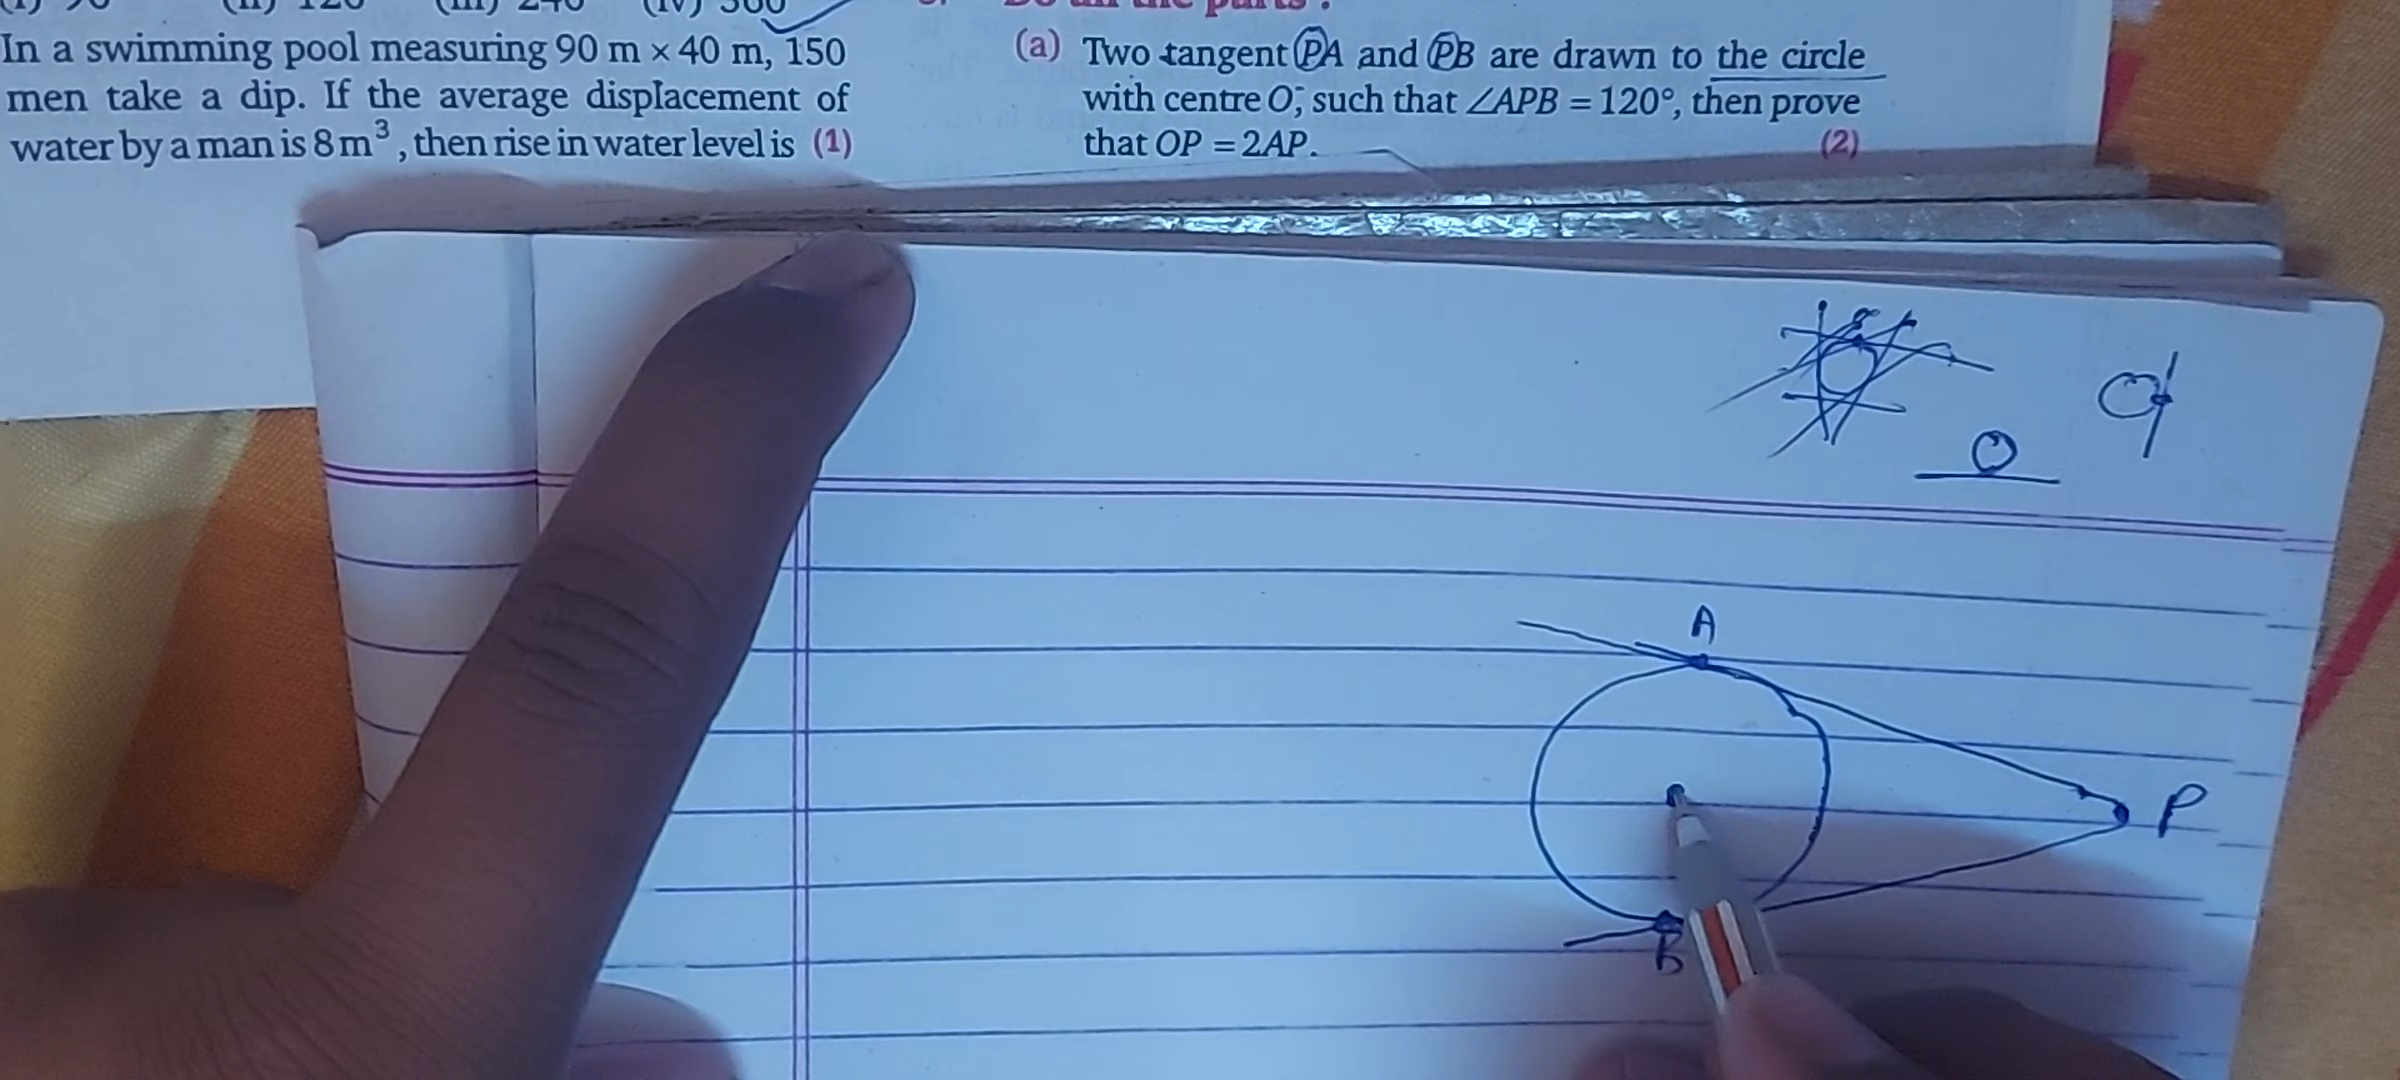 In a swimming pool measuring 90 m × 40 m, 150
men take a dip. If the average displacement of
water by a man is 8 m³, then rise in water level is (1)
(a) Two tangent PA and PB are drawn to the circle
with centre O, such that ∠APB = 120°, then prove
that OP = 2AP. (2)
A
P
B